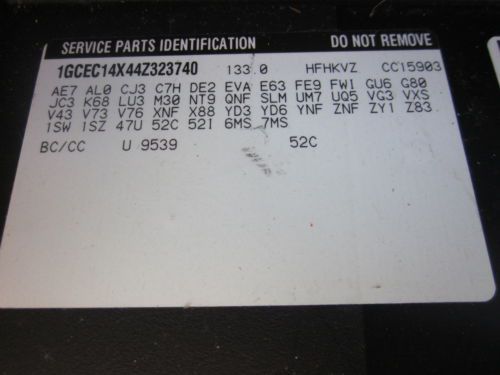 SERVICE PARTS IDENTIFICATION DO NOT REMOVE
1GCEC14X44Z323740 133.0 HFHKVZ CC15903
AE7 AL0 CJ3 C7H DE2 EVA E63 FE9 FW1 GU6 G80
JC3 K68 LU3 M30 NT9 QNF SLM UM7 UQ5 VG3 VXS
V43 V73 V76 XNF X88 YD3 YD6 YNF ZNF ZY1 Z83
1SW 1SZ 47U 52C 52I 6MS 7MS
BC/CC U 9539 52C